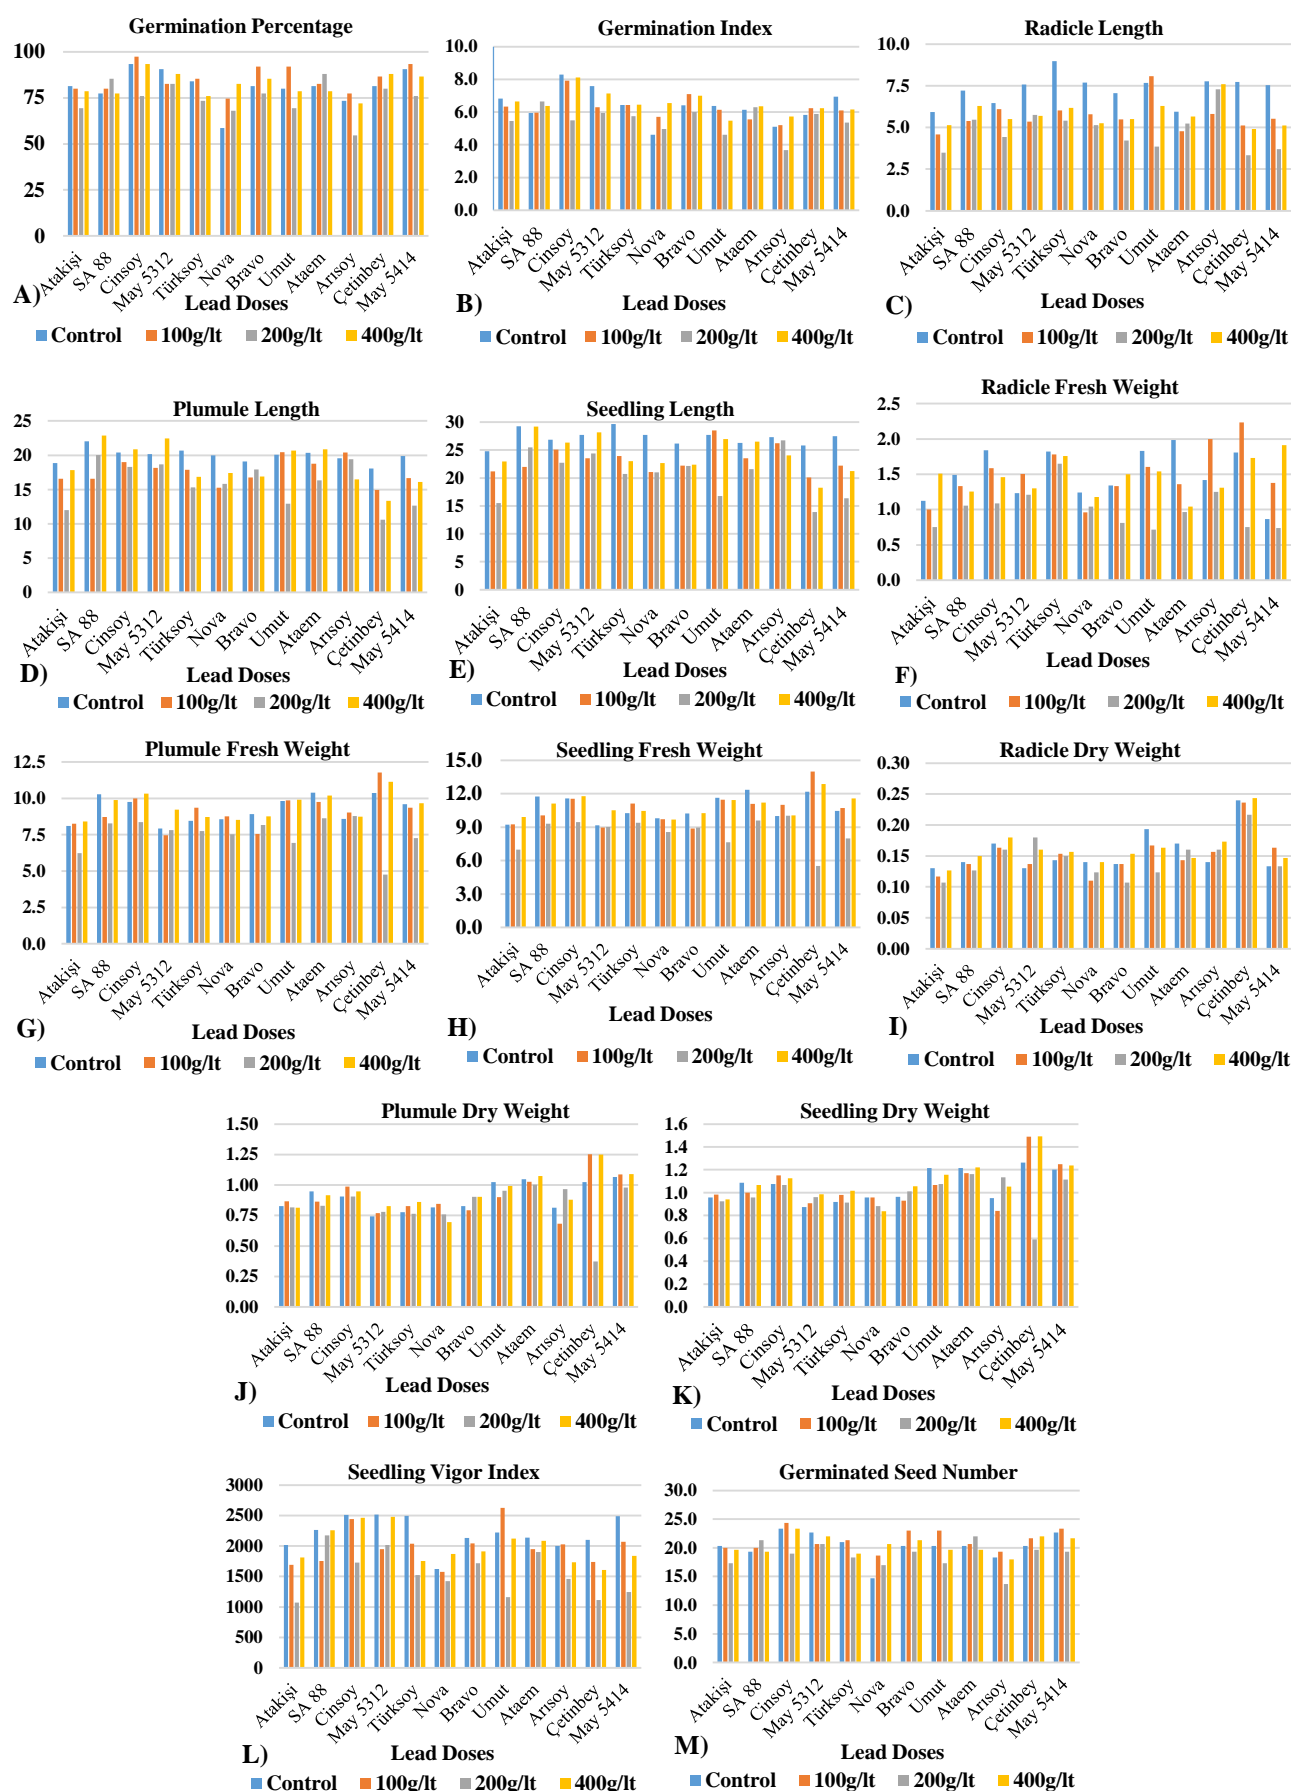 Germination Percentage
100
75
50
25
0
Atakişi
SA 88
Cinsoy
May 5312
Türksoy
Nova
Bravo
Umut
Ataem
Arısoy
Çetinbey
May 5414
A)
Lead Doses
Control 100g/lt 200g/lt 400g/lt
Germination Index
10.0
8.0
6.0
4.0
2.0
0.0
Atakişi
SA 88
Cinsoy
May 5312
Türksoy
Nova
Bravo
Umut
Ataem
Arısoy
Çetinbey
May 5414
B)
Lead Doses
Control 100g/lt 200g/lt 400g/lt
Radicle Length
10.0
7.5
5.0
2.5
0.0
Atakişi
SA 88
Cinsoy
May 5312
Türksoy
Nova
Bravo
Umut
Ataem
Arısoy
Çetinbey
May 5414
C)
Lead Doses
Control 100g/lt 200g/lt 400g/lt
Plumule Length
25
20
15
10
5
0
Atakişi
SA 88
Cinsoy
May 5312
Türksoy
Nova
Bravo
Umut
Ataem
Arısoy
Çetinbey
May 5414
D)
Lead Doses
Control 100g/lt 200g/lt 400g/lt
Seedling Length
30
25
20
15
10
5
0
Atakişi
SA 88
Cinsoy
May 5312
Türksoy
Nova
Bravo
Umut
Ataem
Arısoy
Çetinbey
May 5414
E)
Lead Doses
Control 100g/lt 200g/lt 400g/lt
Radicle Fresh Weight
2.5
2.0
1.5
1.0
0.5
0.0
Atakişi
SA 88
Cinsoy
May 5312
Türksoy
Nova
Bravo
Umut
Ataem
Arısoy
Çetinbey
May 5414
F)
Lead Doses
Control 100g/lt 200g/lt 400g/lt
Plumule Fresh Weight
12.5
10.0
7.5
5.0
2.5
0.0
Atakişi
SA 88
Cinsoy
May 5312
Türksoy
Nova
Bravo
Umut
Ataem
Arısoy
Çetinbey
May 5414
G)
Lead Doses
Control 100g/lt 200g/lt 400g/lt
Seedling Fresh Weight
15.0
12.0
9.0
6.0
3.0
0.0
Atakişi
SA 88
Cinsoy
May 5312
Türksoy
Nova
Bravo
Umut
Ataem
Arısoy
Çetinbey
May 5414
H)
Lead Doses
Control 100g/lt 200g/lt 400g/lt
Radicle Dry Weight
0.30
0.25
0.20
0.15
0.10
0.05
0.00
Atakişi
SA 88
Cinsoy
May 5312
Türksoy
Nova
Bravo
Umut
Ataem
Arısoy
Çetinbey
May 5414
I)
Lead Doses
Control 100g/lt 200g/lt 400g/lt
Plumule Dry Weight
1.50
1.25
1.00
0.75
0.50
0.25
0.00
Atakişi
SA 88
Cinsoy
May 5312
Türksoy
Nova
Bravo
Umut
Ataem
Arısoy
Çetinbey
May 5414
J)
Lead Doses
Control 100g/lt 200g/lt 400g/lt
Seedling Dry Weight
1.6
1.4
1.2
1.0
0.8
0.6
0.4
0.2
0.0
Atakişi
SA 88
Cinsoy
May 5312
Türksoy
Nova
Bravo
Umut
Ataem
Arısoy
Çetinbey
May 5414
K)
Lead Doses
Control 100g/lt 200g/lt 400g/lt
Seedling Vigor Index
3000
2500
2000
1500
1000
500
0
Atakişi
SA 88
Cinsoy
May 5312
Türksoy
Nova
Bravo
Umut
Ataem
Arısoy
Çetinbey
May 5414
L)
Lead Doses
Control 100g/lt 200g/lt 400g/lt
Germinated Seed Number
30.0
25.0
20.0
15.0
10.0
5.0
0.0
Atakişi
SA 88
Cinsoy
May 5312
Türksoy
Nova
Bravo
Umut
Ataem
Arısoy
Çetinbey
May 5414
M)
Lead Doses
Control 100g/lt 200g/lt 400g/lt